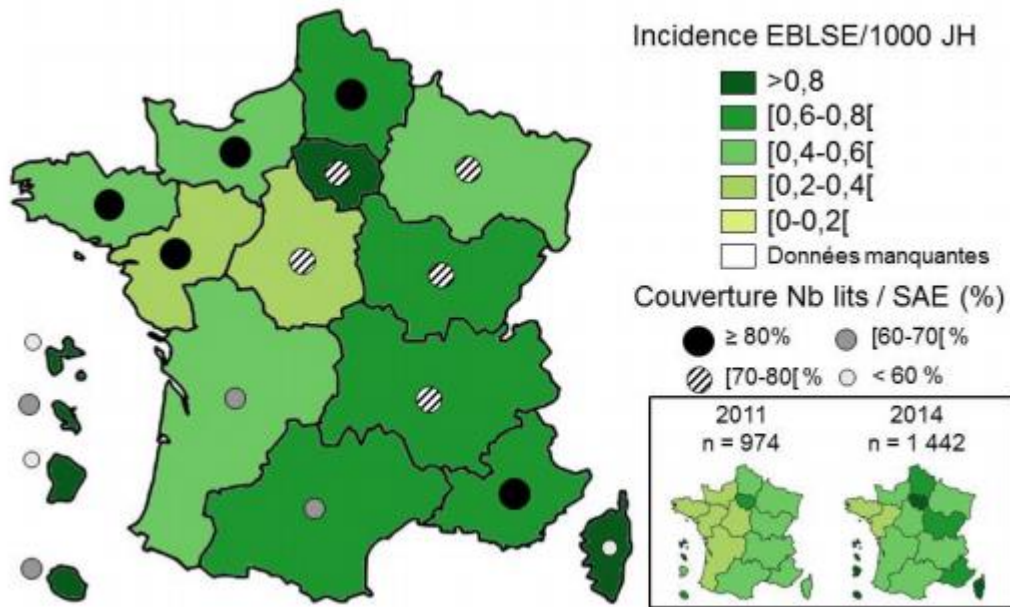 Incidence EBLSE/1000 JH
>0,8
[0,6-0,8[
[0,4-0,6[
[0,2-0,4[
[0-0,2[
Données manquantes
Couverture Nb lits / SAE (%)
≥ 80% [60-70[ %
[70-80[ % < 60 %
2011 2014
n = 974 n = 1 442